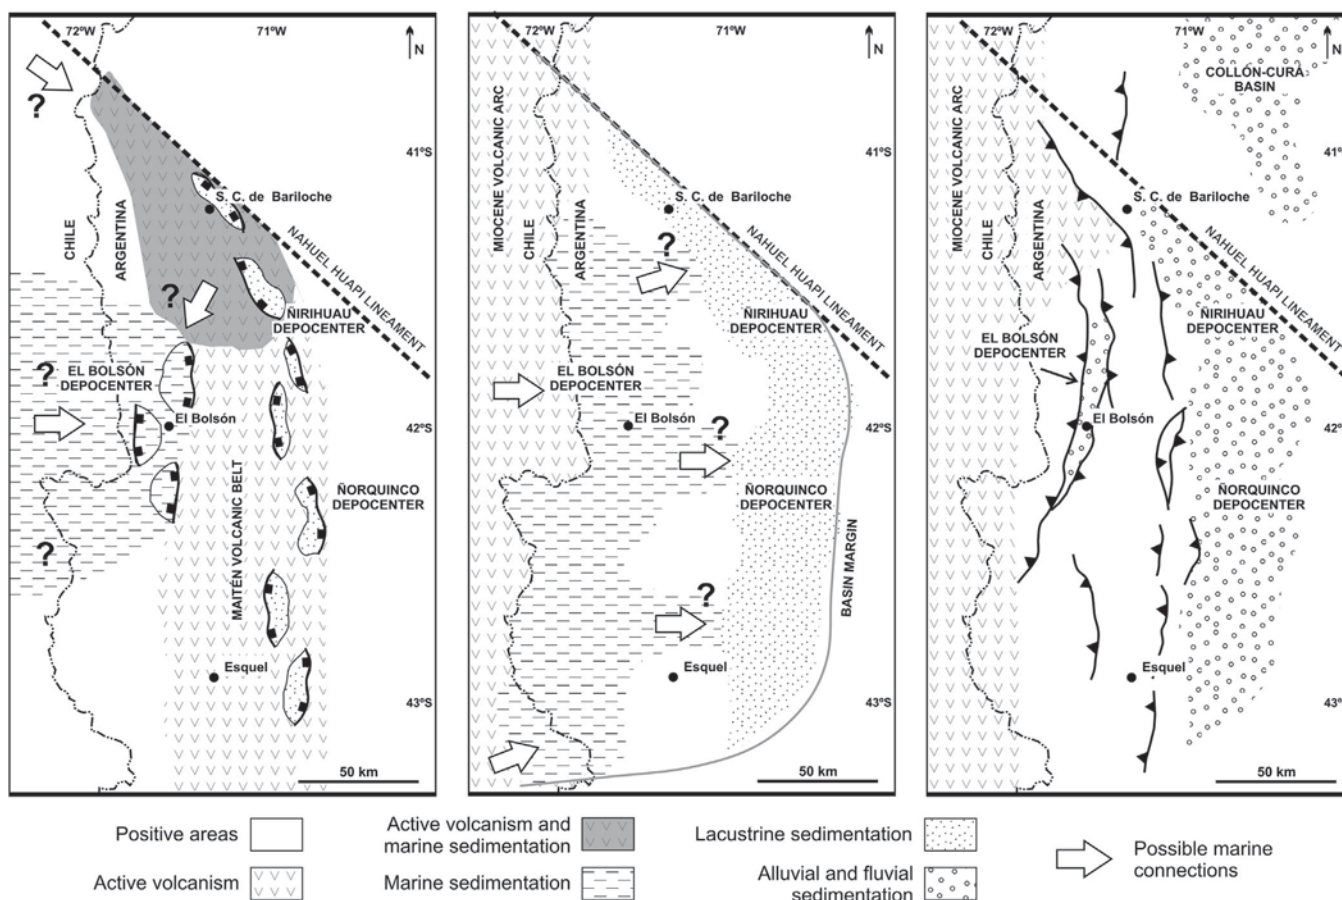 72ºW
71ºW
N
?
41ºS
S. C. de Bariloche
CHILE
ARGENTINA
NAHUEL HUAPI LINEAMENT
?
ÑIRIHUAU
DEPOCENTER
?
EL BOLSÓN
DEPOCENTER
El Bolsón
42ºS
MAITÉN VOLCANIC BELT
ÑORQUINCO
DEPOCENTER
?
Esquel
43ºS
50 km
72ºW
71ºW
N
MIOCENE VOLCANIC ARC
41ºS
S. C. de Bariloche
CHILE
ARGENTINA
?
NAHUEL HUAPI LINEAMENT
ÑIRIHUAU
DEPOCENTER
EL BOLSÓN
DEPOCENTER
El Bolsón
?
42ºS
ÑORQUINCO
DEPOCENTER
BASIN MARGIN
?
Esquel
43ºS
50 km
72ºW
71ºW
N
COLLÓN-CURÁ
BASIN
MIOCENE VOLCANIC ARC
41ºS
S. C. de Bariloche
CHILE
ARGENTINA
NAHUEL HUAPI LINEAMENT
ÑIRIHUAU
DEPOCENTER
EL BOLSÓN
DEPOCENTER
El Bolsón
42º
ÑORQUINCO
DEPOCENTER
Esquel
43º
50 km
Positive areas
Active volcanism
Active volcanism and
marine sedimentation
Marine sedimentation
Lacustrine sedimentation
Alluvial and fluvial
sedimentation
Possible marine
connections